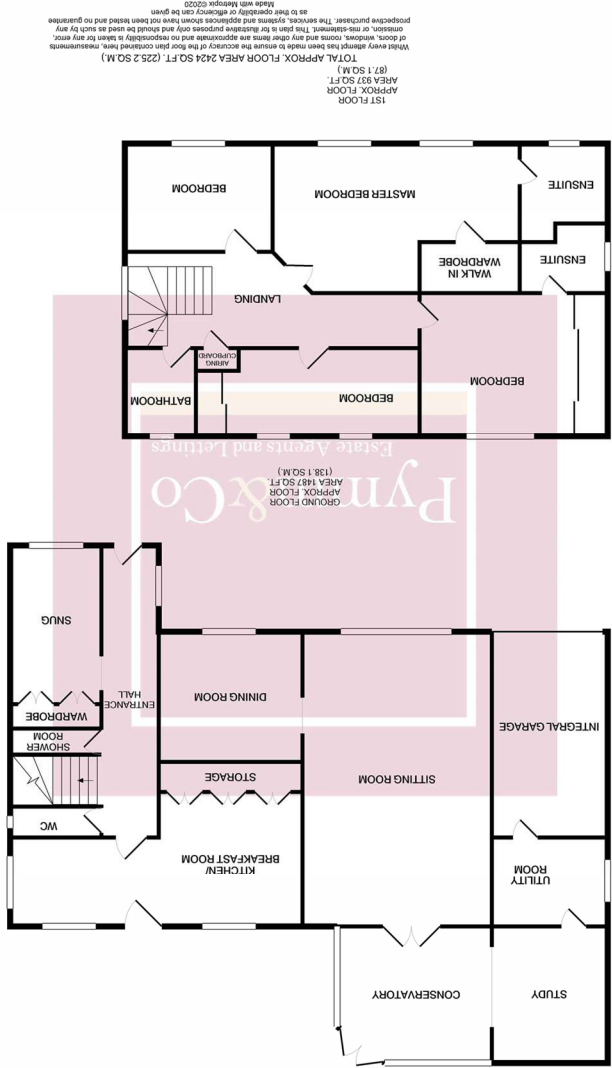 STUDY
CONSERVATORY
UTILITY
ROOM
KITCHEN/
BREAKFAST ROOM
WC
SITTING ROOM
STORAGE
SHOWER
ROOM
INTEGRAL GARAGE
DINING ROOM
ENTRANCE
HALL
WARDROBE
SNUG
Pymm&Co
Estate Agents and Lettings
GROUND FLOOR
APPROX FLOOR
AREA 1487 SQ.FT.
(138.1 SQ.M.)
BEDROOM
BEDROOM
BATHROOM
AIRING
CUPBOARD
LANDING
ENSUITE
WALK IN
WARDROBE
ENSUITE
MASTER BEDROOM
BEDROOM
1ST FLOOR
APPROX. FLOOR
AREA 937 SQ.FT.
(87.1 SQ.M.)
TOTAL APPROX. FLOOR AREA 2424 SQ.FT. (225.2 SQ.M.)
Whilst every attempt has been made to ensure the accuracy of the floor plan contained here, measurements
of doors, windows, rooms and any other items are approximate and no responsibility is taken for any error,
omission, or mis-statement. This plan is for illustrative purposes only and should be used as such by any
prospective purchaser. The services, systems and appliances shown have not been tested and no guarantee
as to their operability or efficiency can be given
Made with Metropix ©2020